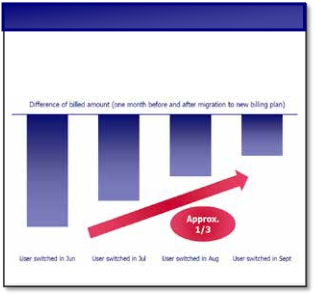 Difference of billed amount (one month before and after migration to new billing plan)
Approx.
1/3
User switched in Jun
User switched in Jul
User switched in Aug
User switched in Sept